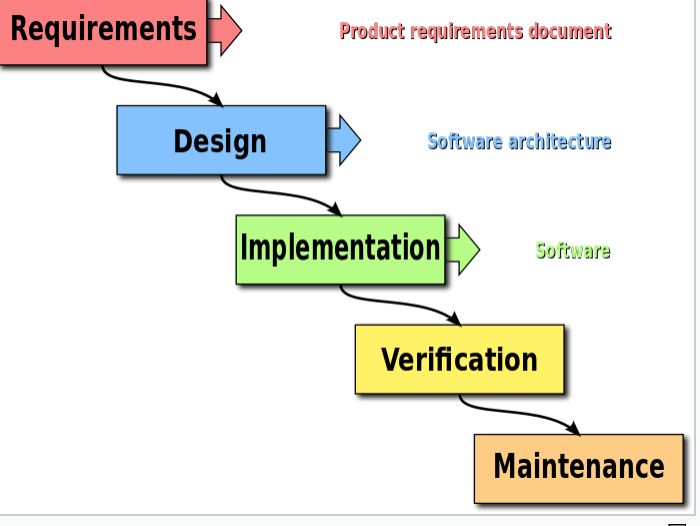 Requirements
Product requirements document
Design
Software architecture
Implementation
Software
Verification
Maintenance